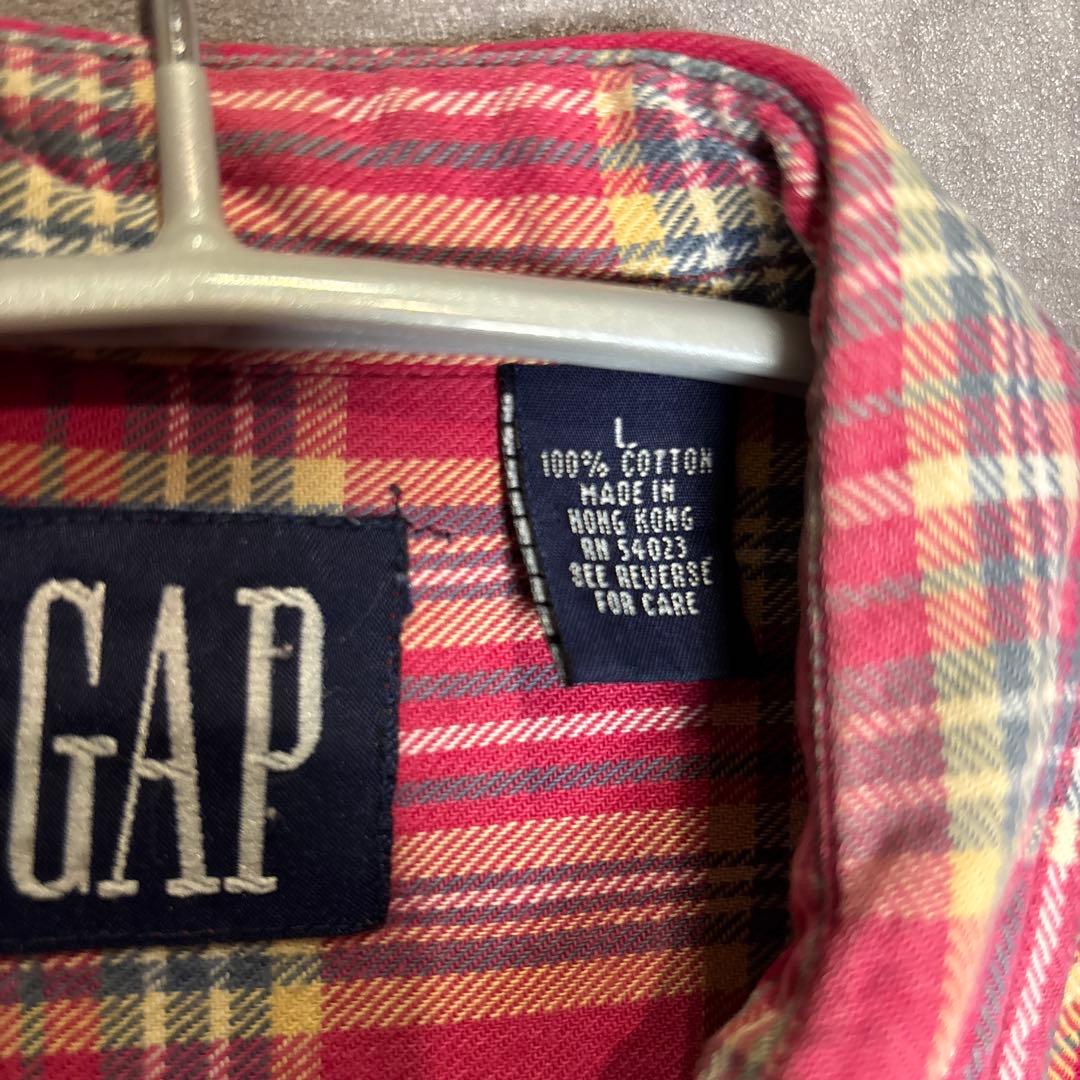 L
100% COTTON
MADE IN
HONG KONG
RN 54023
SEE REVERSE
FOR CARE
GAP